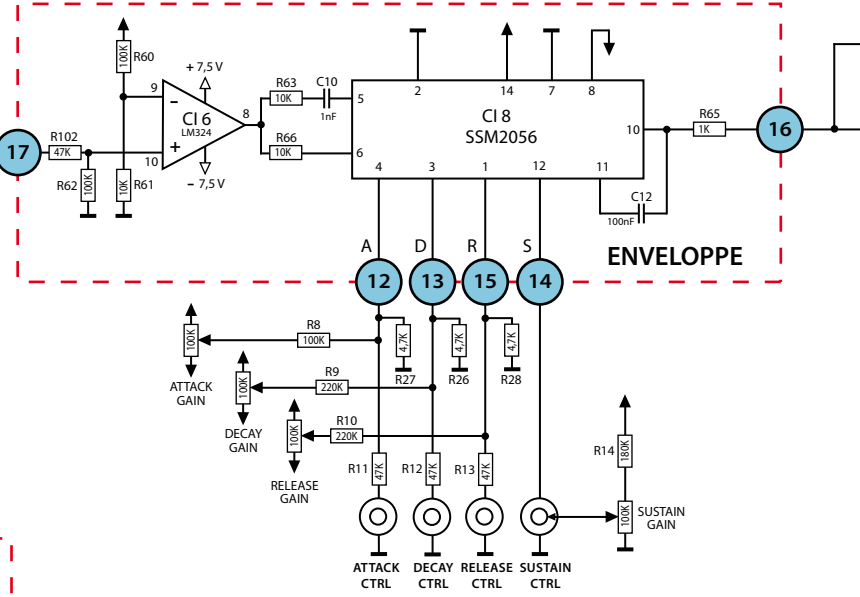 100K
R60
+ 7,5 V
9
–
CI 6
LM324
+
10
8
– 7,5 V
17
R102
47K
R62
100K
10K
R61
R63
10K
C10
1nF
R66
10K
5
6
2
14
7
8
CI 8
SSM2056
10
4
3
1
12
11
R65
1K
16
C12
100nF
A
D
R
S
ENVELOPPE
12
13
15
14
R8
100K
100K
ATTACK
GAIN
4,7K
R27
4,7K
R26
4,7K
R28
R9
220K
100K
DECAY
GAIN
R10
220K
100K
RELEASE
GAIN
R11
47K
R12
47K
R13
47K
R14
180K
100K
SUSTAIN
GAIN
ATTACK
CTRL
DECAY
CTRL
RELEASE
CTRL
SUSTAIN
CTRL